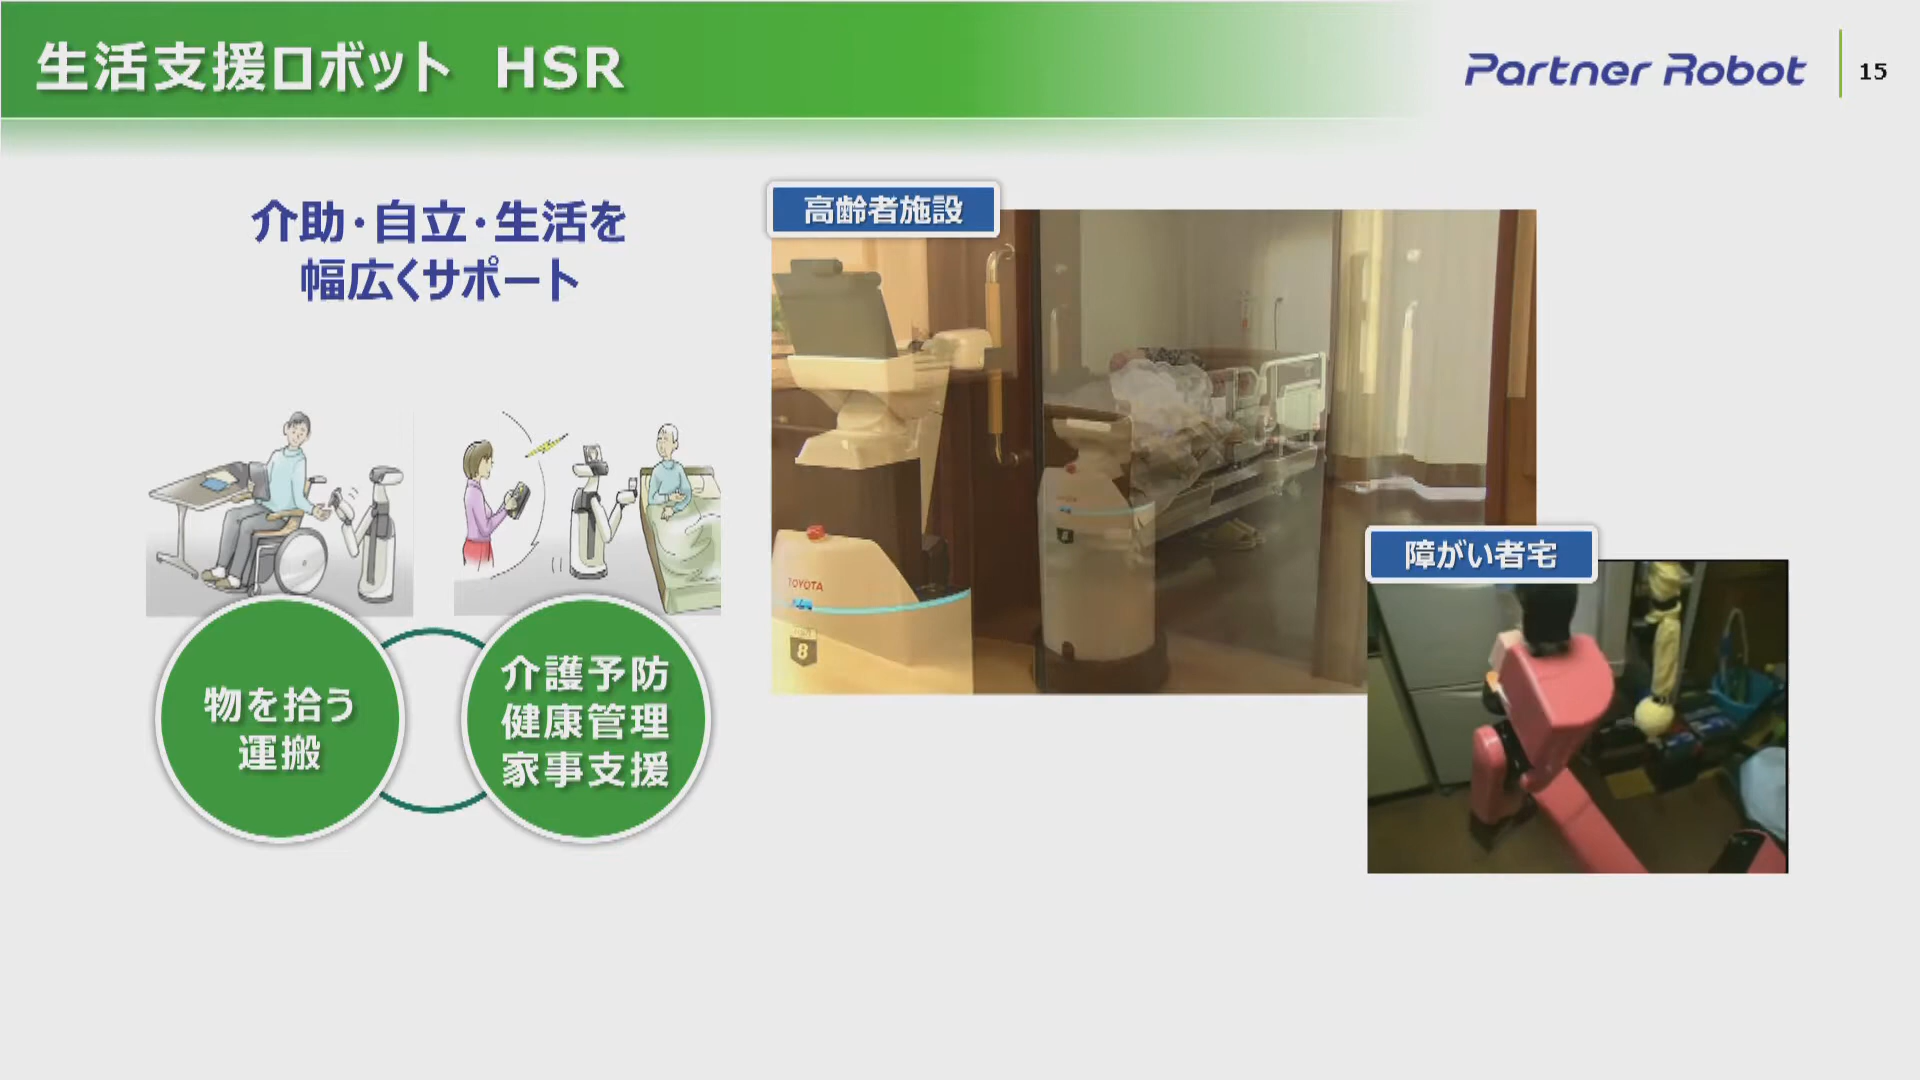 生活支援ロボット HSR
Partner Robot
15
介助・自立・生活を
幅広くサポート
高齢者施設
TOYOTA
8
障がい者宅
物を拾う
運搬
介護予防
健康管理
家事支援